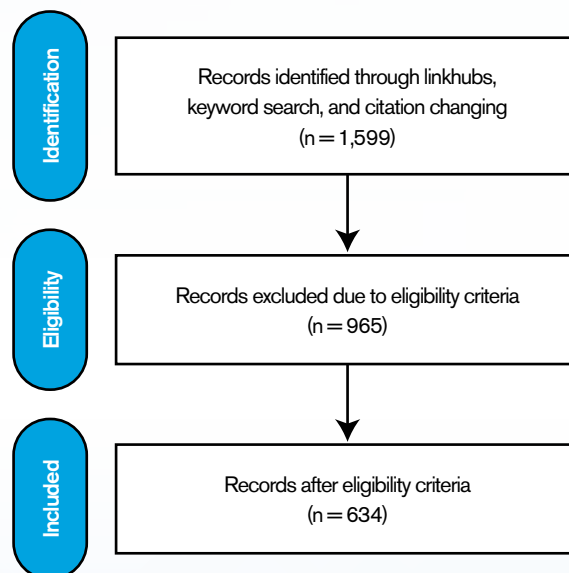 Identification
Records identified through linkhubs,
keyword search, and citation changing
(n = 1,599)
Eligibility
Records excluded due to eligibility criteria
(n = 965)
Included
Records after eligibility criteria
(n = 634)